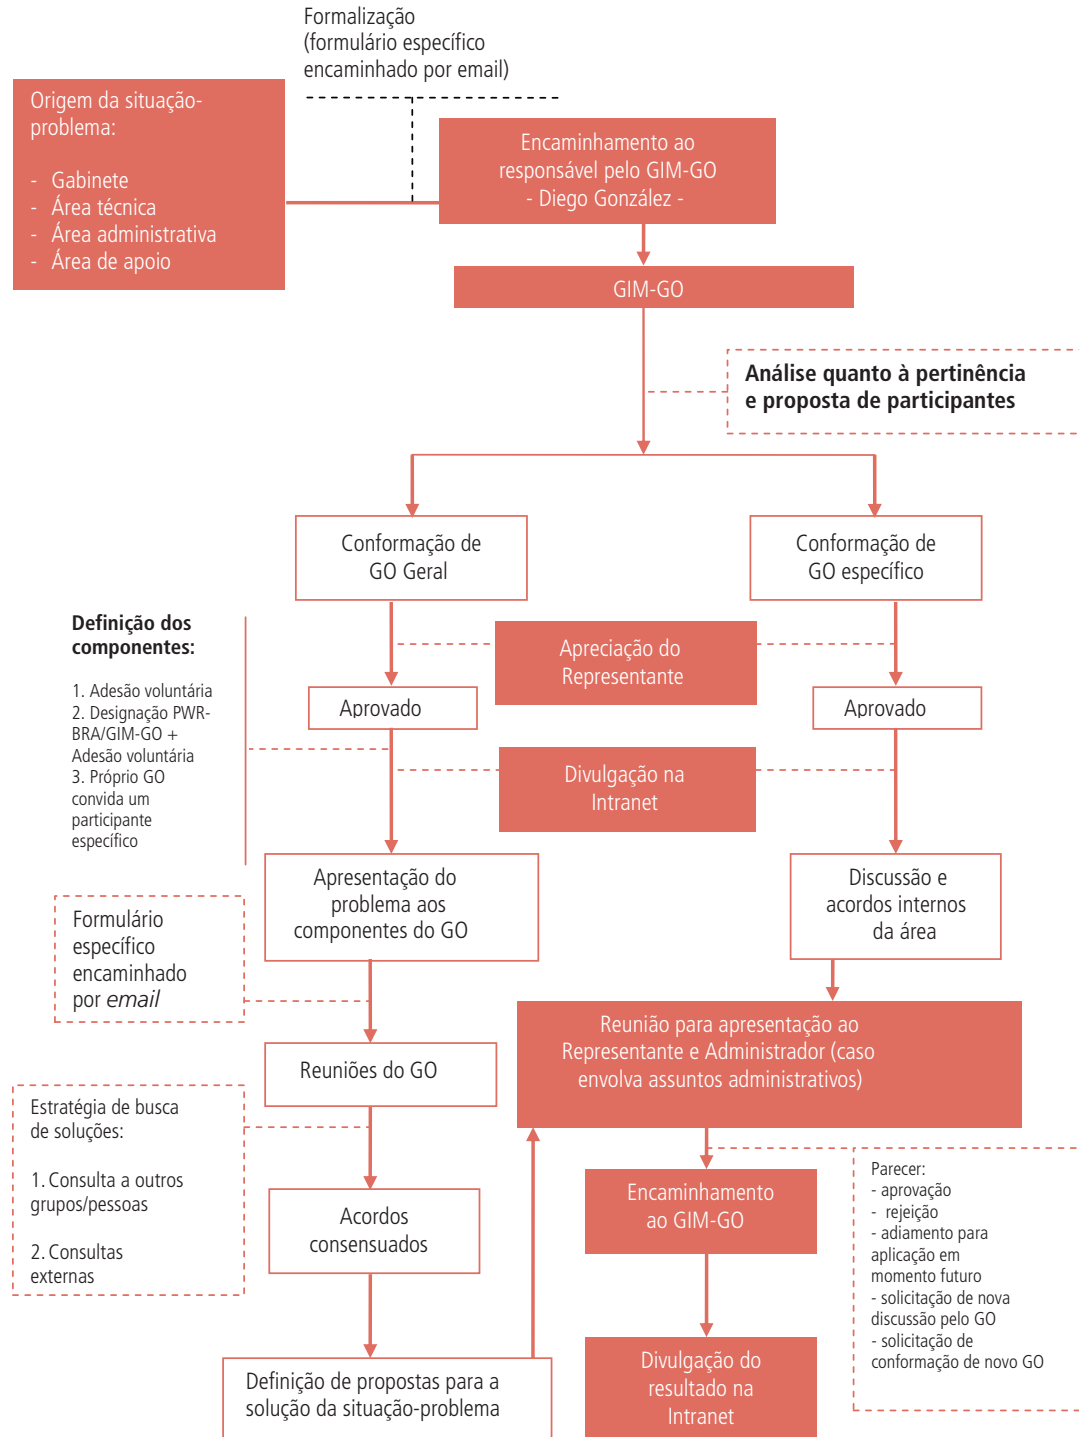 Formalização
(formulário específico
encaminhado por email)
Origem da situação-
problema:
- Gabinete
- Área técnica
- Área administrativa
- Área de apoio
Encaminhamento ao
responsável pelo GIM-GO
- Diego González -
GIM-GO
Análise quanto à pertinência
e proposta de participantes
Conformação de
GO Geral
Conformação de
GO específico
Definição dos
componentes:
1. Adesão voluntária
2. Designação PWR-
BRA/GIM-GO +
Adesão voluntária
3. Próprio GO
convida um
participante
específico
Apreciação do
Representante
Aprovado
Aprovado
Divulgação na
Intranet
Apresentação do
problema aos
componentes do GO
Discussão e
acordos internos
da área
Formulário
específico
encaminhado
por email
Reunião para apresentação ao
Representante e Administrador (caso
envolva assuntos administrativos)
Reuniões do GO
Estratégia de busca
de soluções:
1. Consulta a outros
grupos/pessoas
2. Consultas
externas
Acordos
consensuados
Encaminhamento
ao GIM-GO
Parecer:
- aprovação
- rejeição
- adiamento para
aplicação em
momento futuro
- solicitação de nova
discussão pelo GO
- solicitação de
conformação de novo GO
Definição de propostas para a
solução da situação-problema
Divulgação do
resultado na
Intranet